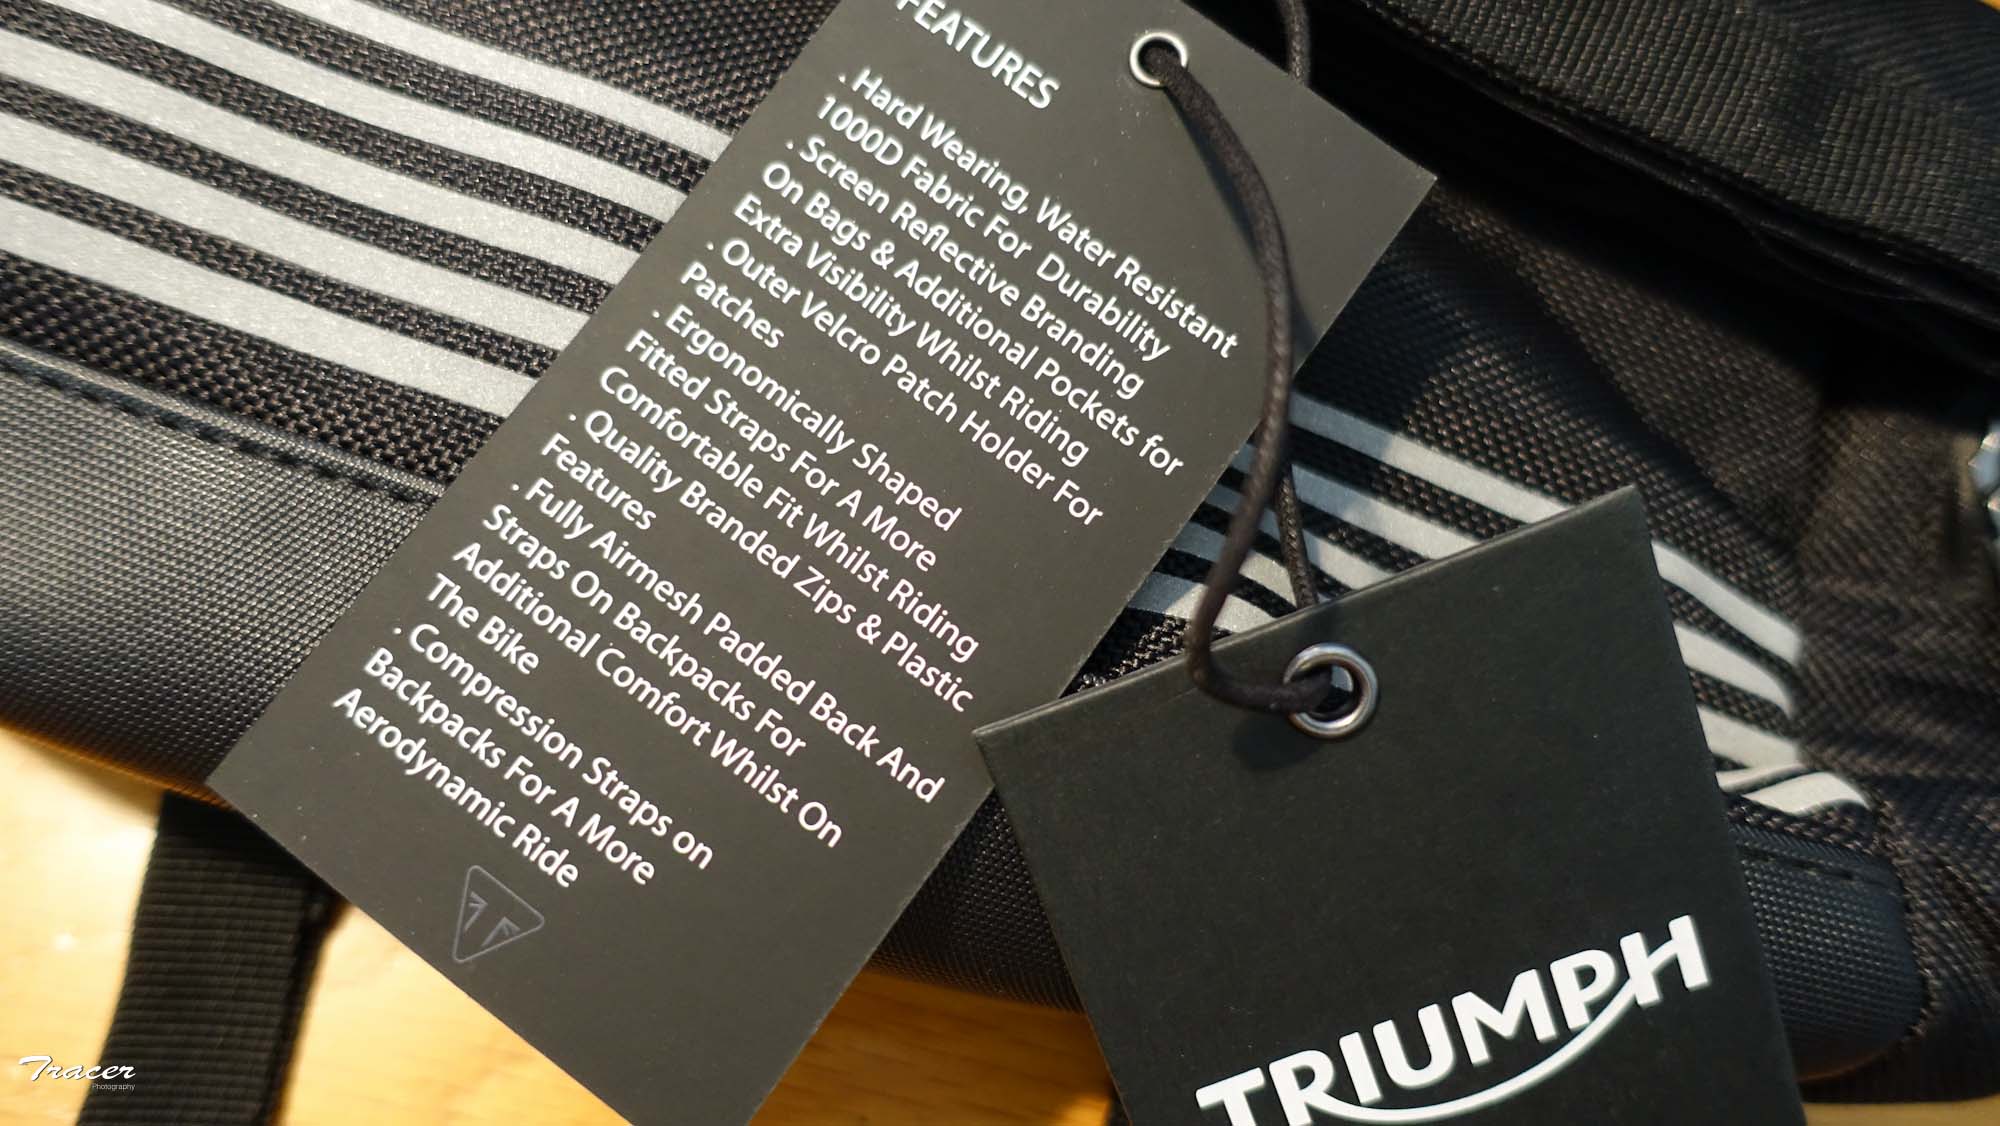 FEATURES
. Hard Wearing, Water Resistant
1000D Fabric For Durability
. Screen Reflective Branding
On Bags & Additional Pockets for
Extra Visibility Whilst Riding
. Outer Velcro Patch Holder For
Patches
. Ergonomically Shaped
Fitted Straps For A More
Comfortable Fit Whilst Riding
. Quality Branded Zips & Plastic
Features
. Fully Airmesh Padded Back And
Straps On Backpacks For
Additional Comfort Whilst On
The Bike
. Compression Straps on
Backpacks For A More
Aerodynamic Ride
TRIUMPH
Tracer
Photography